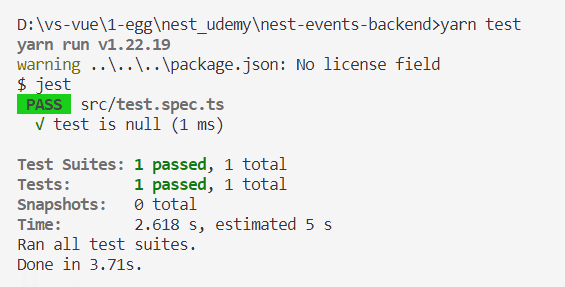 D:\vs-vue\1-egg\nest_udemy\nest-events-backend>yarn test
yarn run v1.22.19
warning ..\..\..\package.json: No license field
$ jest
PASS src/test.spec.ts
√ test is null (1 ms)
Test Suites: 1 passed, 1 total
Tests: 1 passed, 1 total
Snapshots: 0 total
Time: 2.618 s, estimated 5 s
Ran all test suites.
Done in 3.71s.